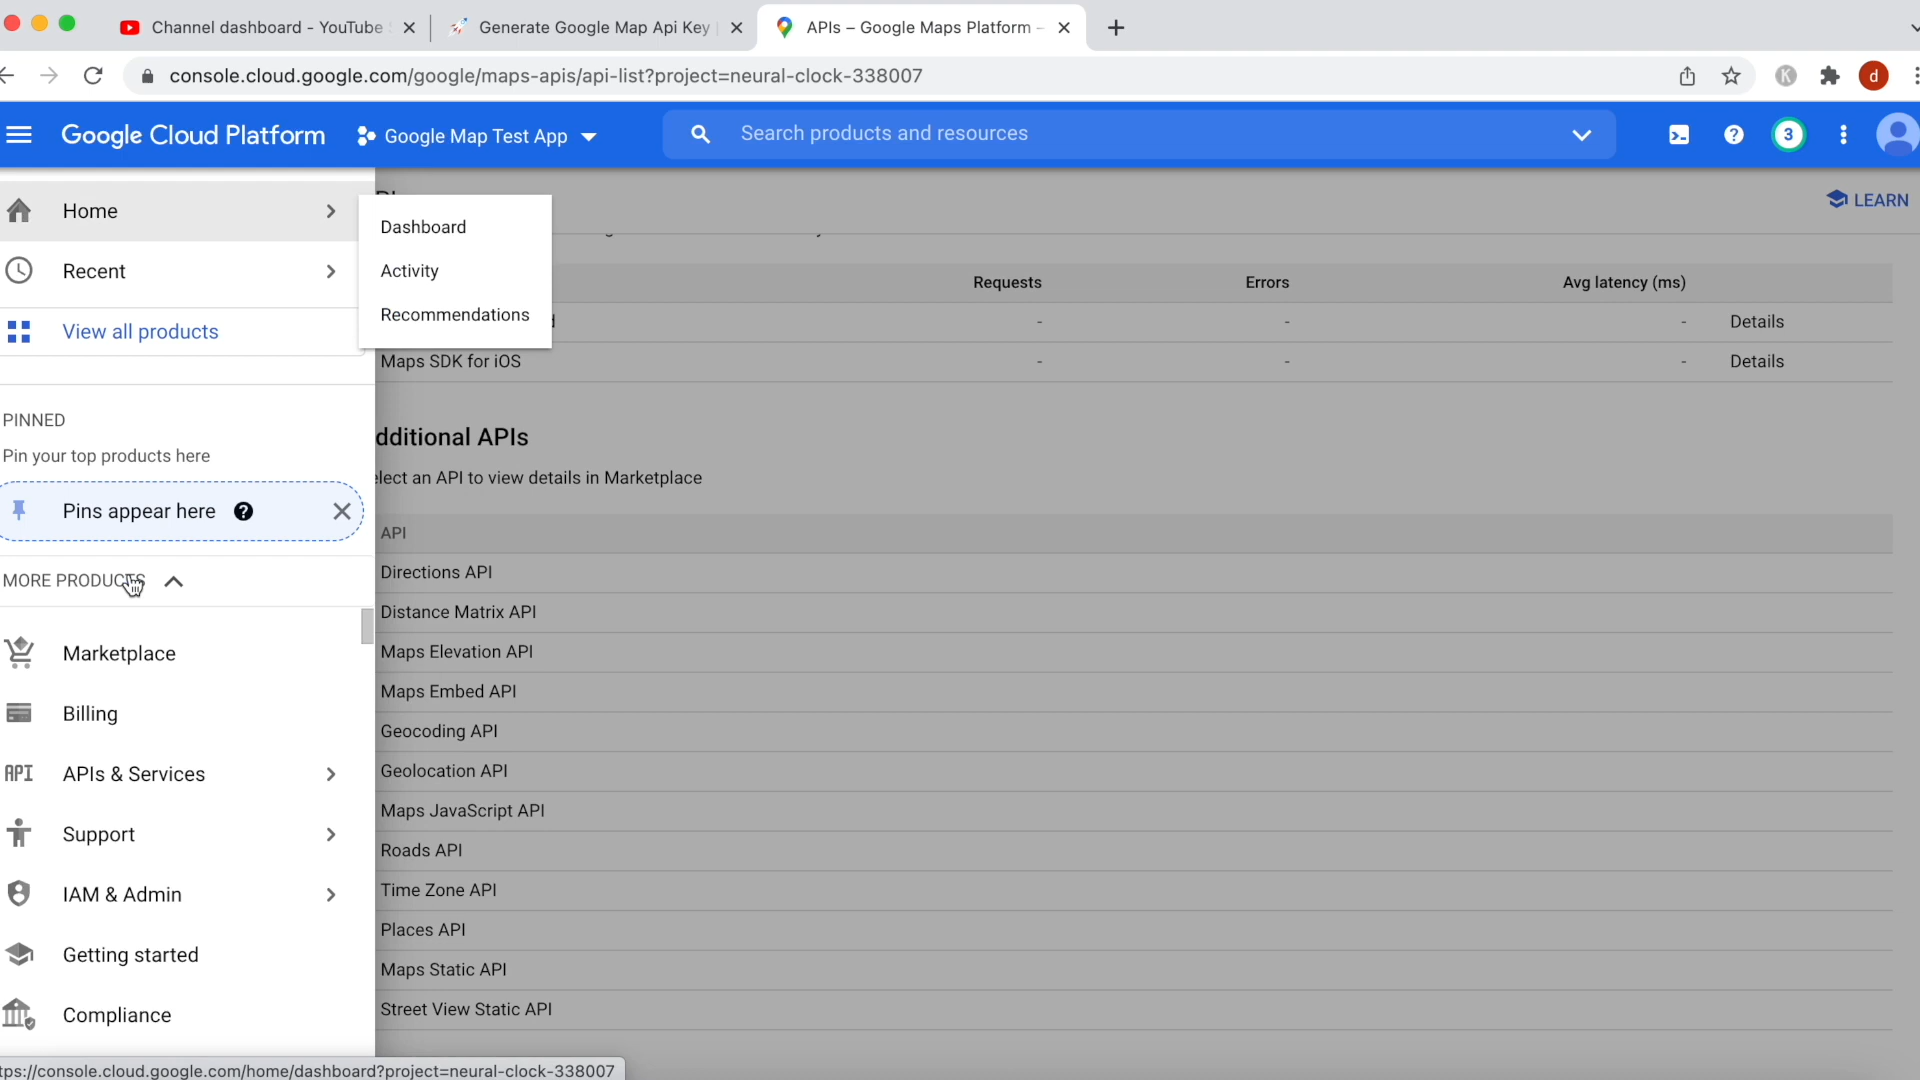 Channel dashboard - YouTube
Generate Google Map Api Key
APIs – Google Maps Platform –
console.cloud.google.com/google/maps-apis/api-list?project=neural-clock-338007
K
d
Google Cloud Platform
Google Map Test App
Search products and resources
3
Home
Dashboard
Activity
Recommendations
LEARN
Recent
View all products
Requests
Errors
Avg latency (ms)
- - - Details
Maps SDK for iOS - - - Details
PINNED
Pin your top products here
Pins appear here
MORE PRODUCTS
Marketplace
Billing
API APIs & Services
Support
IAM & Admin
Getting started
Compliance
dditional APIs
elect an API to view details in Marketplace
API
Directions API
Distance Matrix API
Maps Elevation API
Maps Embed API
Geocoding API
Geolocation API
Maps JavaScript API
Roads API
Time Zone API
Places API
Maps Static API
Street View Static API
tps://console.cloud.google.com/home/dashboard?project=neural-clock-338007